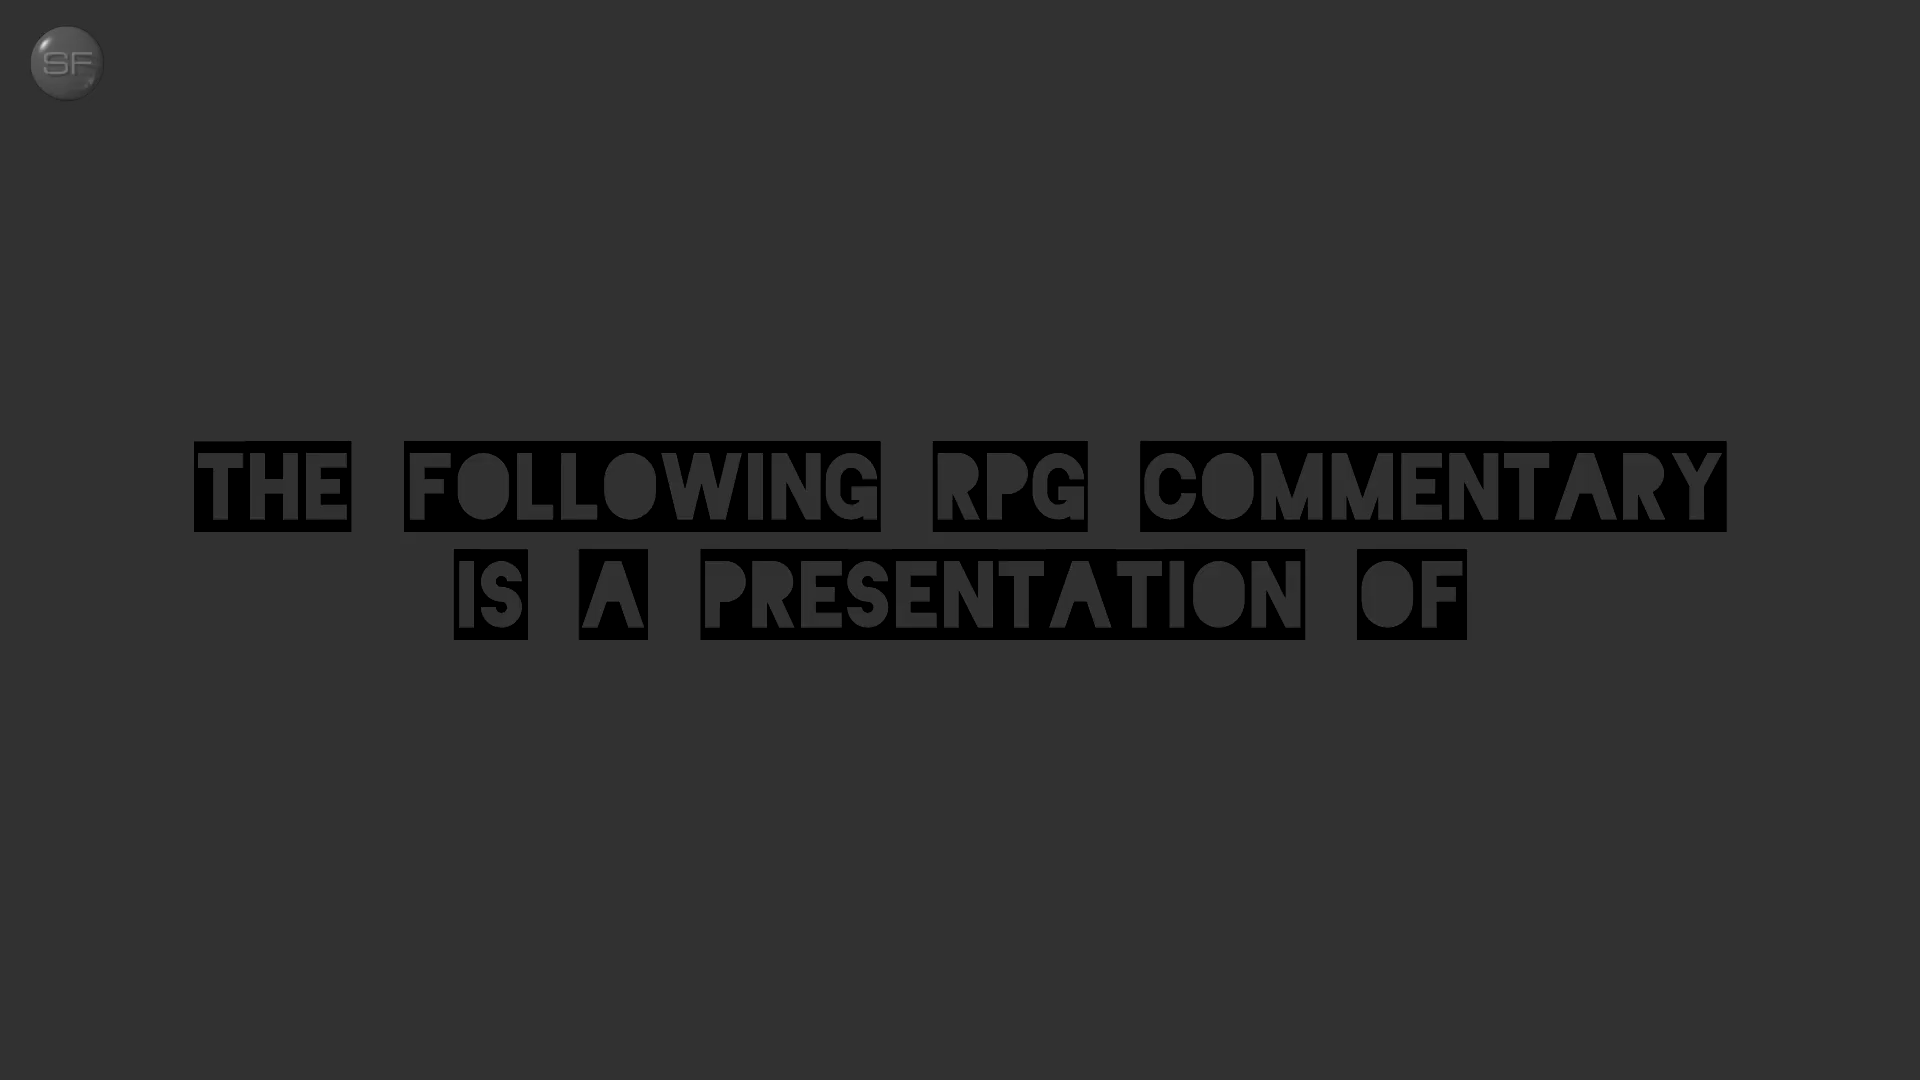 SF
THE FOLLOWING RPG COMMENTARY
IS A PRESENTATION OF